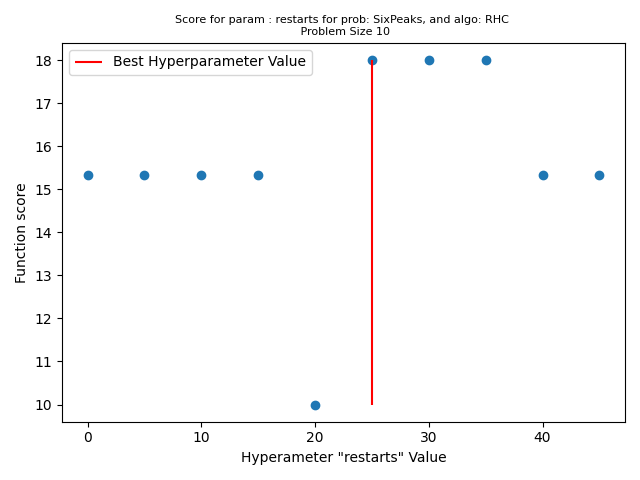 Score for param : restarts for prob: SixPeaks, and algo: RHC
Problem Size 10
Best Hyperparameter Value
Function score
18
17
16
15
14
13
12
11
10
0 10 20 30 40
Hyperameter "restarts" Value